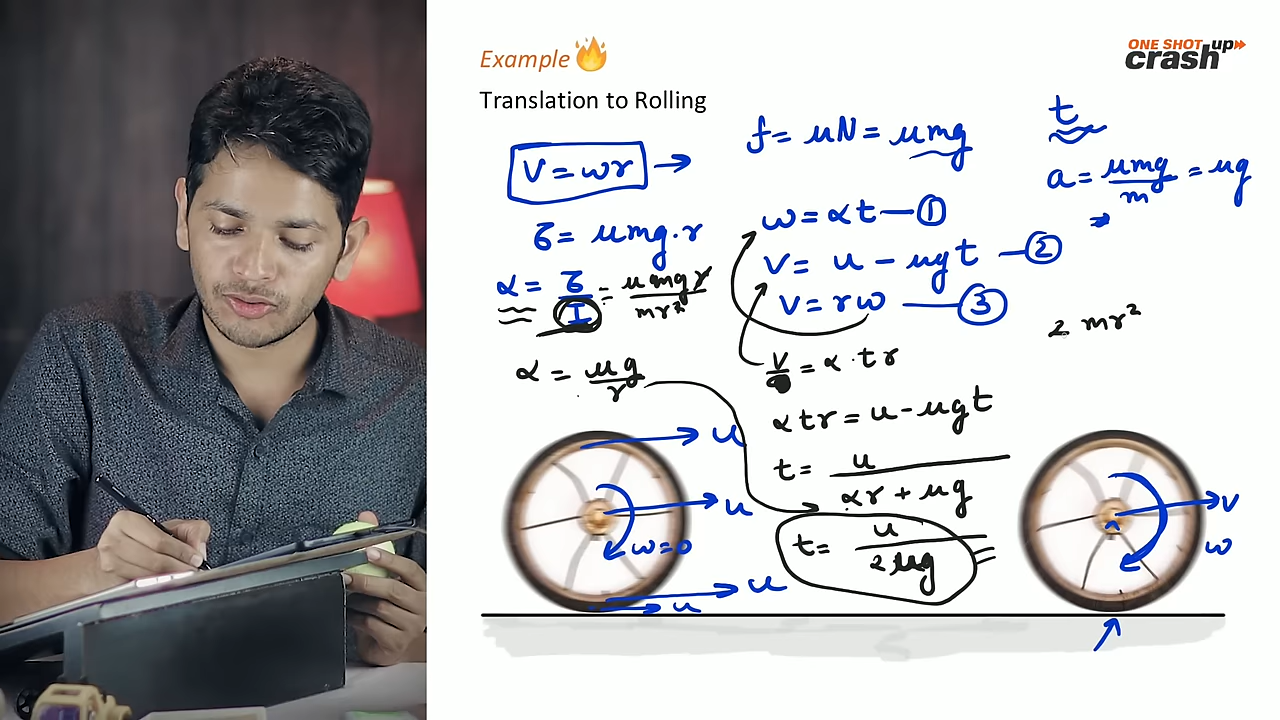 Example
ONE SHOT
crash up
Translation to Rolling
t
V = ωr →
f = μN = μmg
a = μmg/m = μg
ω = αt — ①
τ = μmg·r
V = u - μgt — ②
α = τ/I = μmgr/mr²
V = rω — ③
2 mr²
α = μg/r
V/ = α·tr
αtr = u - μgt
u
t = u/αr + μg
u
V
t = u/2μg
ω=0
ω
u
u